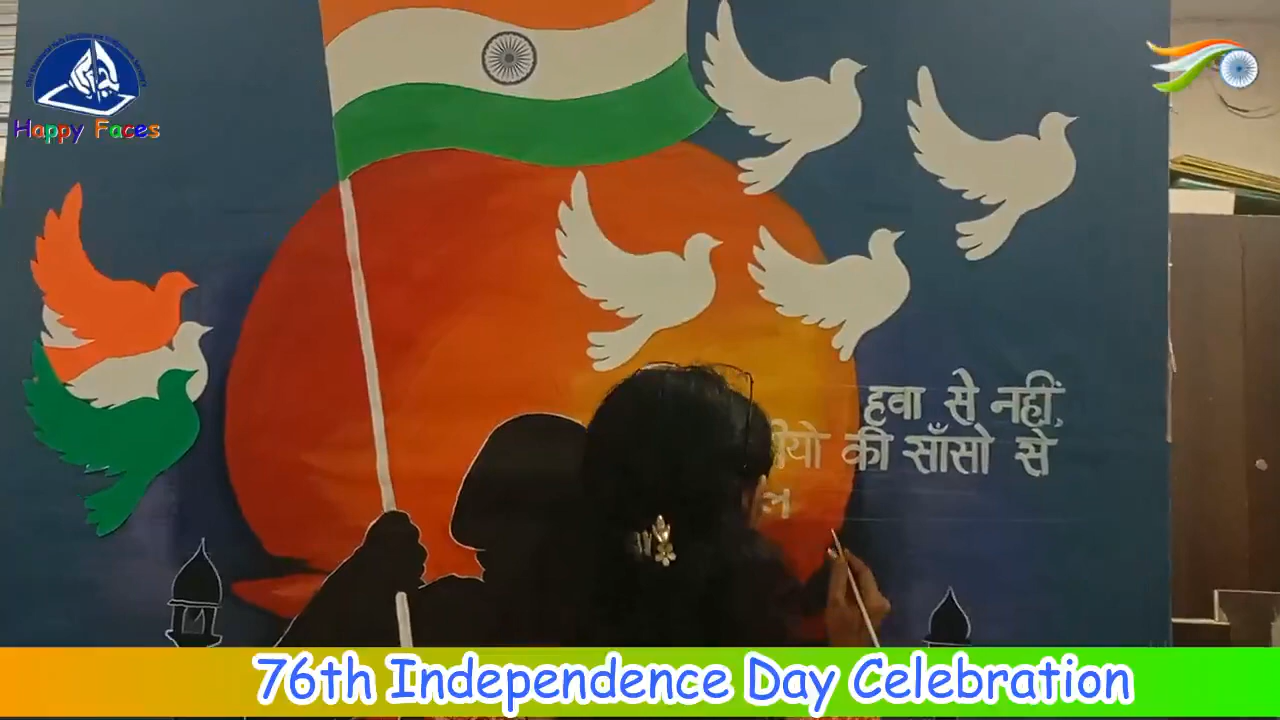 Happy Faces
हवा से नहीं,
की साँसो से
76th Independence Day Celebration